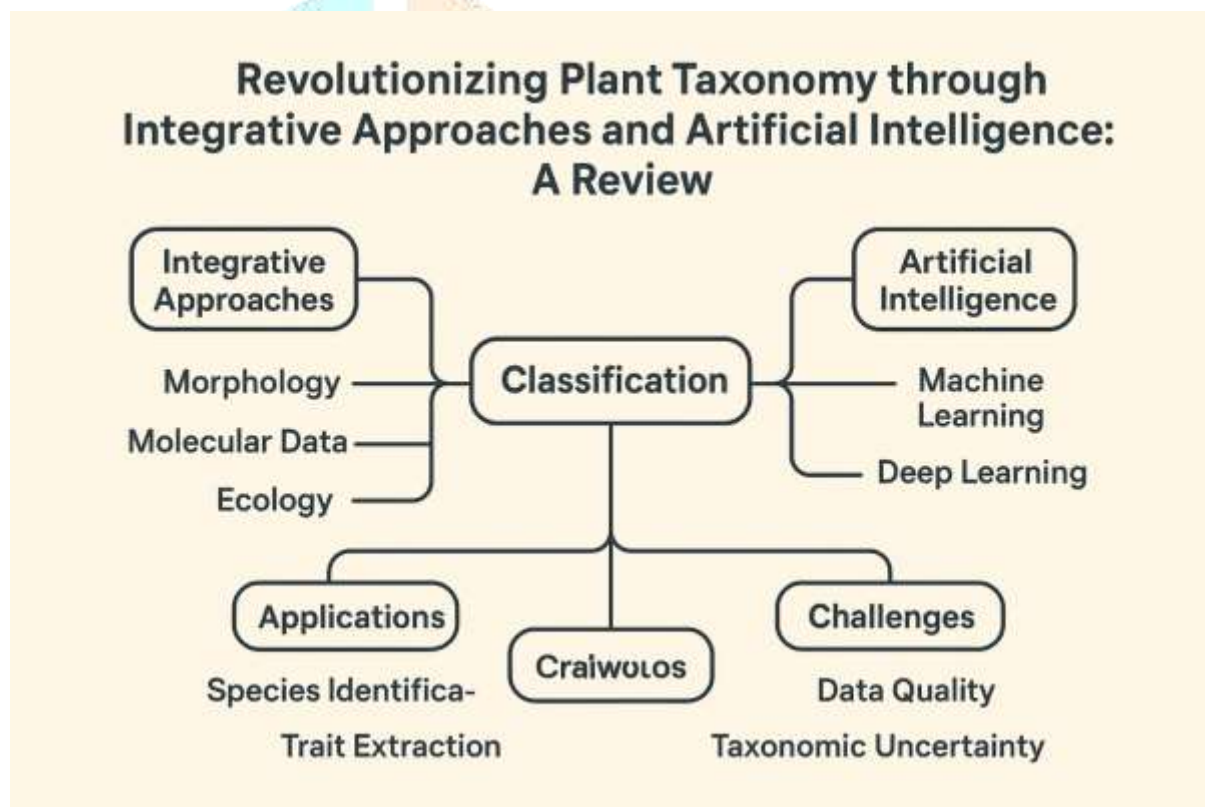 Revolutionizing Plant Taxonomy through
Integrative Approaches and Artificial Intelligence:
A Review
Integrative
Approaches
Artificial
Intelligence
Classification
Morphology
Machine
Learning
Molecular Data
Deep Learning
Ecology
Applications
Challenges
Species Identifica-
Data Quality
Trait Extraction
Taxonomic Uncertainty